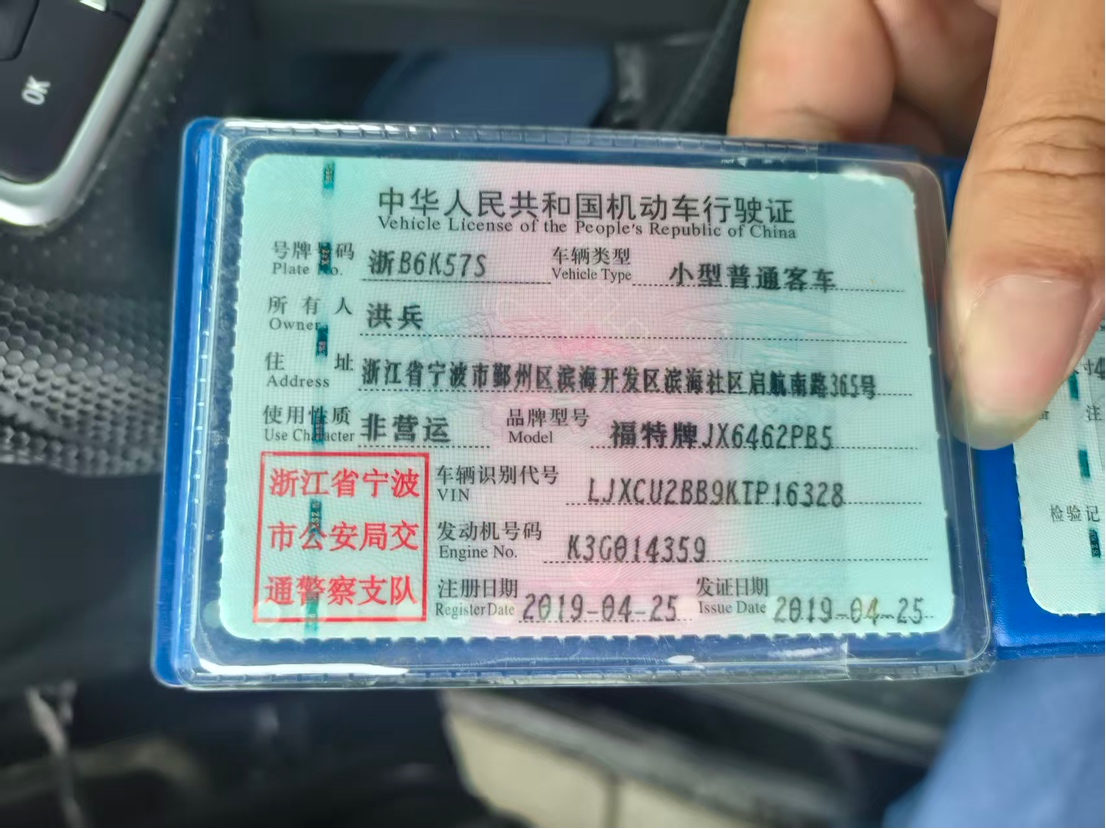 OK
中华人民共和国机动车行驶证
Vehicle License of the People's Republic of China
号牌号码 浙B6K57S 车辆类型 小型普通客车
Plate No. Vehicle Type
所有人 洪兵
Owner
住址 浙江省宁波市鄞州区滨海开发区滨海社区启航南路365号
Address
使用性质 非营运 品牌型号 福特牌JX6462PB5
Use Character Model
浙江省宁波
市公安局交
通警察支队
车辆识别代号 LJXCU2BB9KTP16328
VIN
发动机号码 K3G014359
Engine No.
注册日期 2019-04-25 发证日期 2019-04-25
Register Date Issue Date
检验记